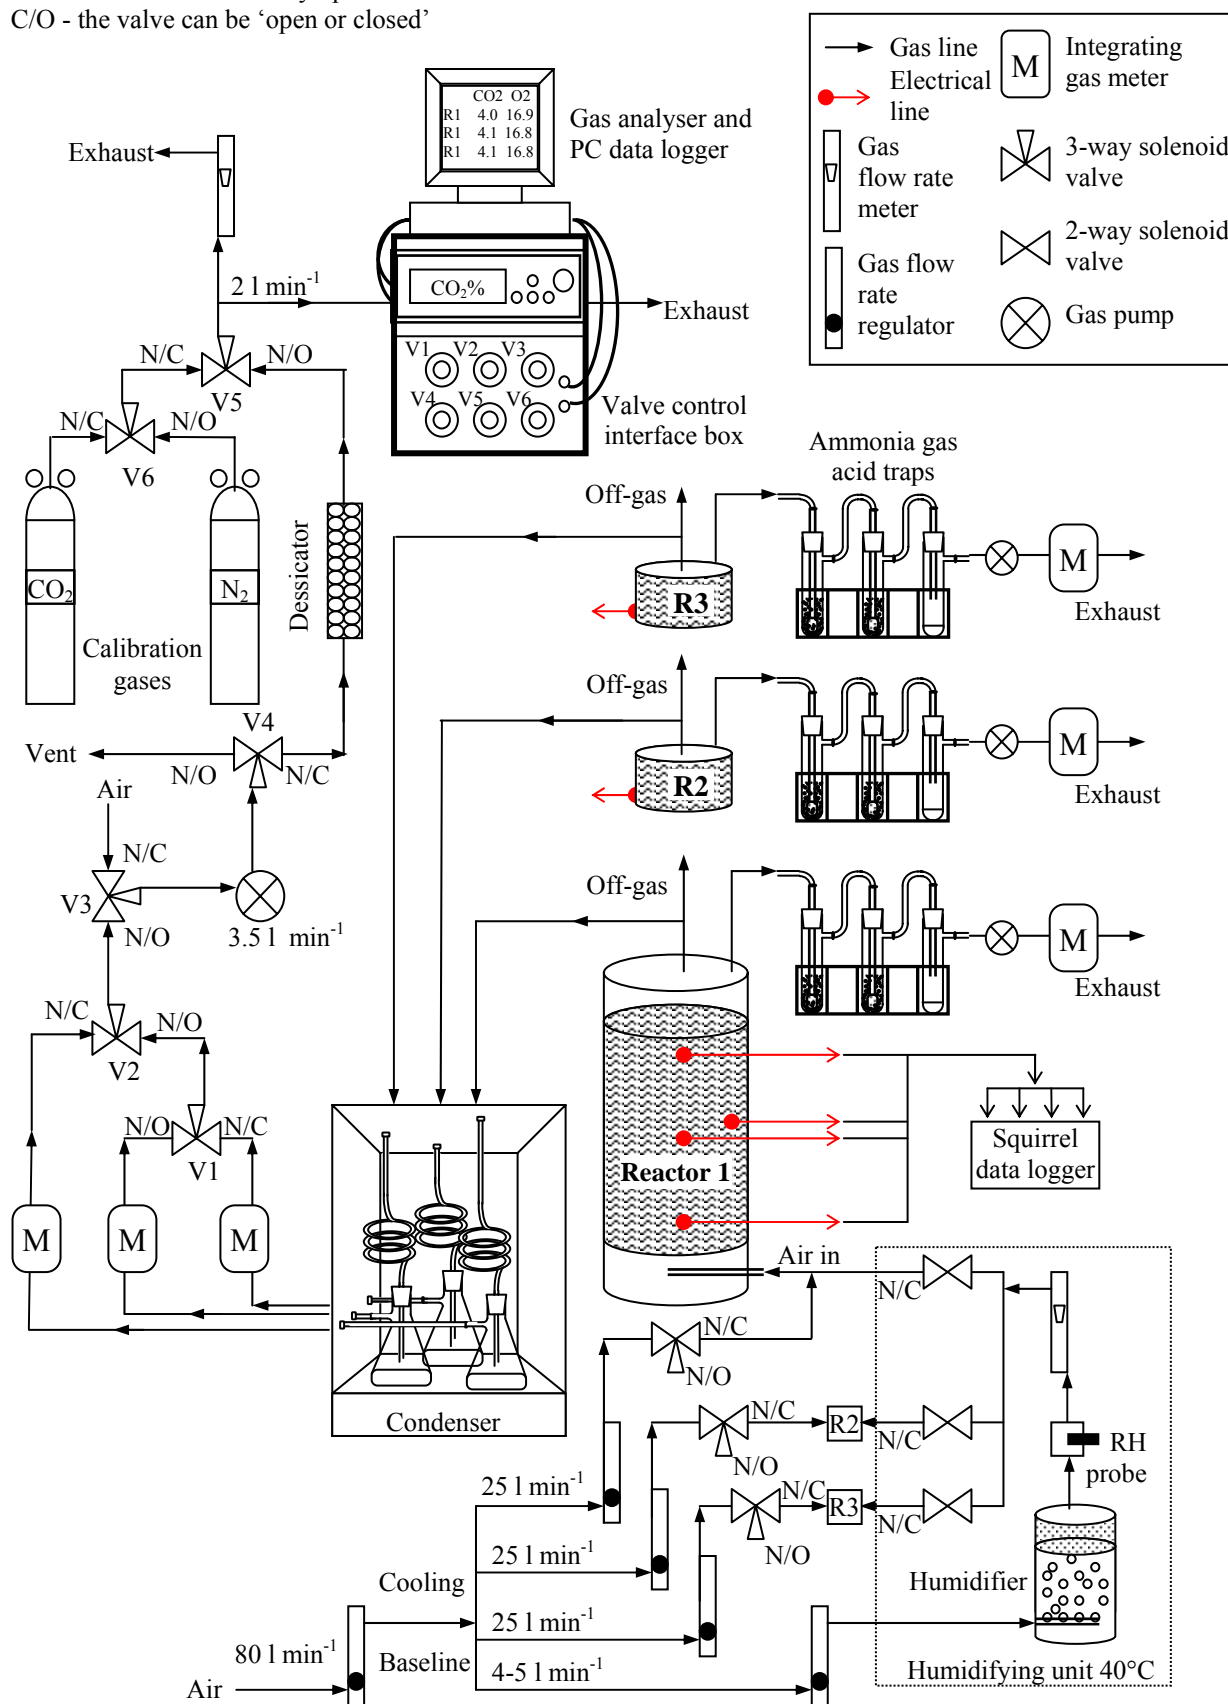 C/O - the valve can be ‘open or closed’
Gas line
Electrical
line
Gas
flow rate
meter
Gas flow
rate
regulator
M
Integrating
gas meter
3-way solenoid
valve
2-way solenoid
valve
Gas pump
CO2 O2
R1 4.0 16.9
R1 4.1 16.8
R1 4.1 16.8
Gas analyser and
PC data logger
Exhaust
2 l min-1
CO2%
Exhaust
V1 V2 V3
V4 V5 V6
Valve control
interface box
N/C
N/O
V5
N/C
N/O
V6
CO2
N2
Calibration
gases
Dessicator
V4
Vent
N/O
N/C
Air
N/C
V3
N/O
3.5 l min-1
N/C
N/O
V2
N/O
N/C
V1
M
M
M
Condenser
Ammonia gas
acid traps
Off-gas
R3
M
Exhaust
Off-gas
R2
M
Exhaust
Off-gas
M
Exhaust
Reactor 1
Squirrel
data logger
Air in
N/C
N/C
N/O
N/C
R2
N/C
N/O
N/C
R3
N/C
N/O
RH
probe
Humidifier
Humidifying unit 40°C
25 l min-1
25 l min-1
Cooling
25 l min-1
Baseline
4-5 l min-1
80 l min-1
Air